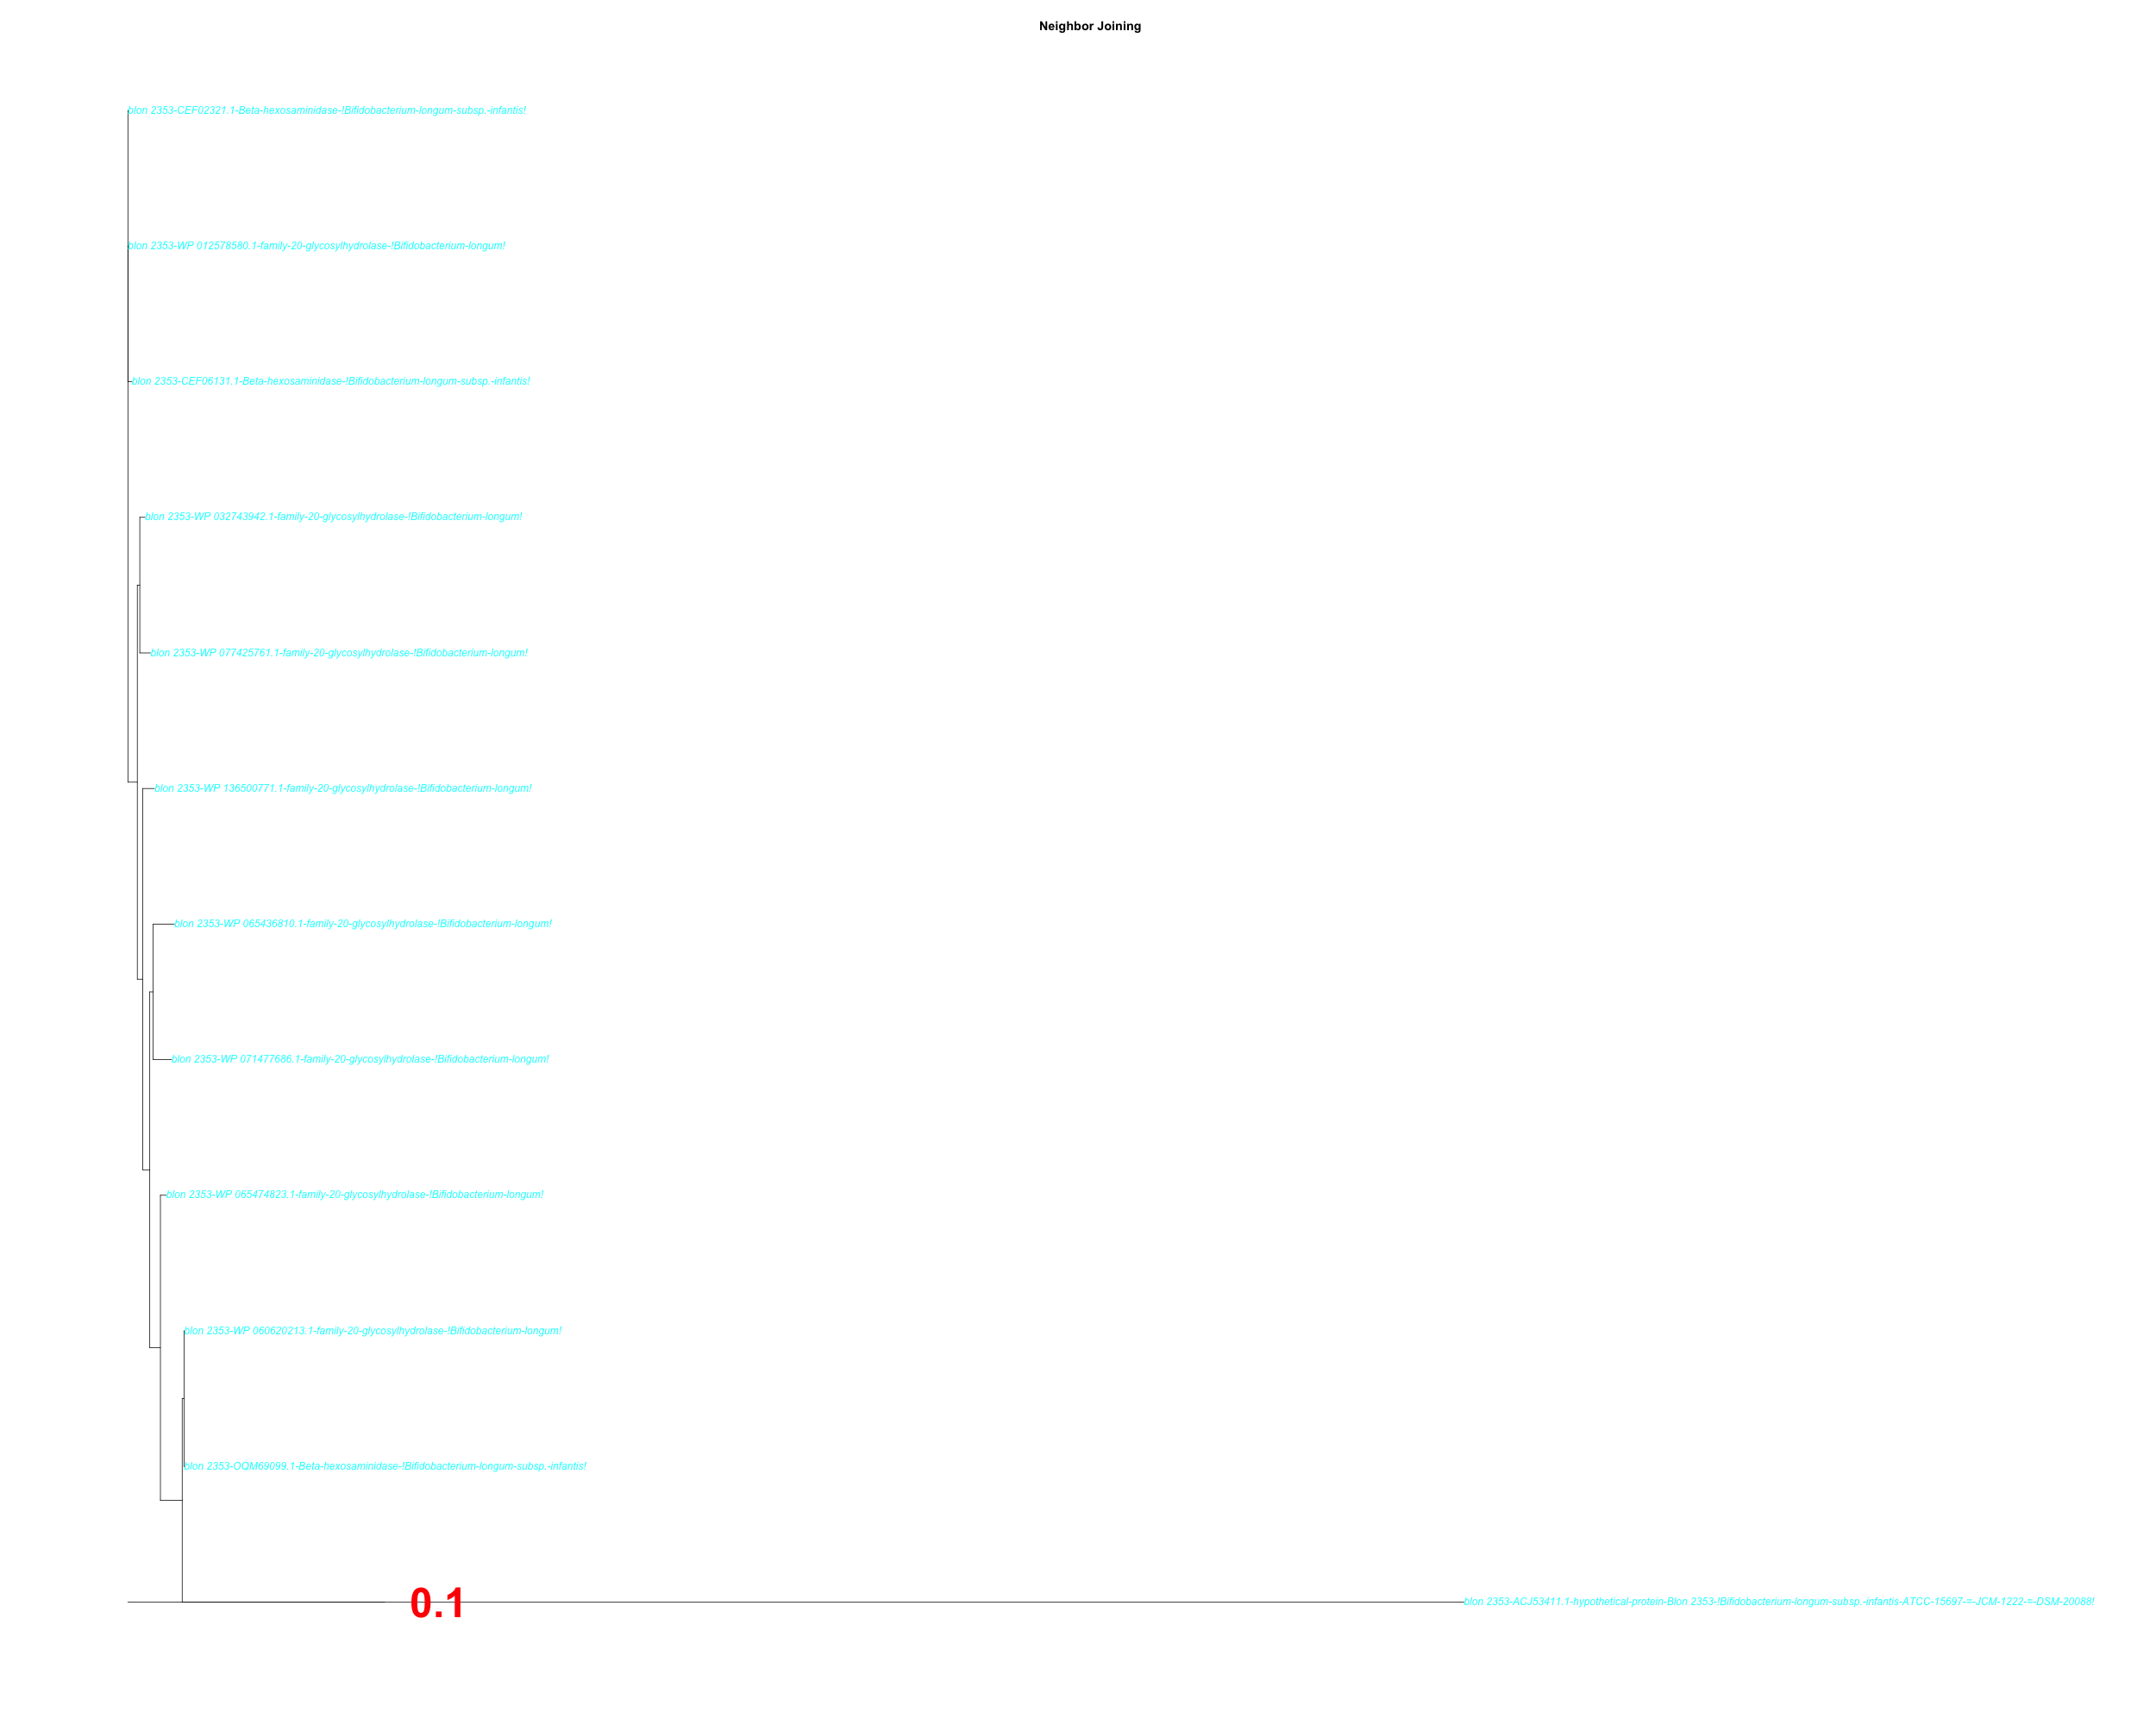 Neighbor Joining
blon 2353-CEF02321.1-Beta-hexosaminidase-!Bifidobacterium-longum-subsp.-infantis!
blon 2353-WP 012578580.1-family-20-glycosylhydrolase-!Bifidobacterium-longum!
blon 2353-CEF06131.1-Beta-hexosaminidase-!Bifidobacterium-longum-subsp.-infantis!
blon 2353-WP 032743942.1-family-20-glycosylhydrolase-!Bifidobacterium-longum!
blon 2353-WP 077425761.1-family-20-glycosylhydrolase-!Bifidobacterium-longum!
blon 2353-WP 136500771.1-family-20-glycosylhydrolase-!Bifidobacterium-longum!
blon 2353-WP 065436810.1-family-20-glycosylhydrolase-!Bifidobacterium-longum!
blon 2353-WP 071477686.1-family-20-glycosylhydrolase-!Bifidobacterium-longum!
blon 2353-WP 065474823.1-family-20-glycosylhydrolase-!Bifidobacterium-longum!
blon 2353-WP 060620213.1-family-20-glycosylhydrolase-!Bifidobacterium-longum!
blon 2353-OQM69099.1-Beta-hexosaminidase-!Bifidobacterium-longum-subsp.-infantis!
0.1
blon 2353-ACJ53411.1-hypothetical-protein-Blon 2353-!Bifidobacterium-longum-subsp.-infantis-ATCC-15697-=-JCM-1222-=-DSM-20088!